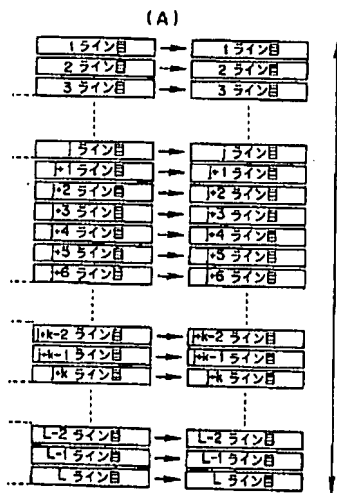 (A)
1ライン目 1ライン目
2ライン目 2ライン目
3ライン目 3ライン目
jライン目 jライン目
j+1ライン目 j+1ライン目
j+2ライン目 j+2ライン目
j+3ライン目 j+3ライン目
j+4ライン目 j+4ライン目
j+5ライン目 j+5ライン目
j+6ライン目 j+6ライン目
j+k-2ライン目 j+k-2ライン目
j+k-1ライン目 j+k-1ライン目
j+kライン目 j+kライン目
L-2ライン目 L-2ライン目
L-1ライン目 L-1ライン目
Lライン目 Lライン目